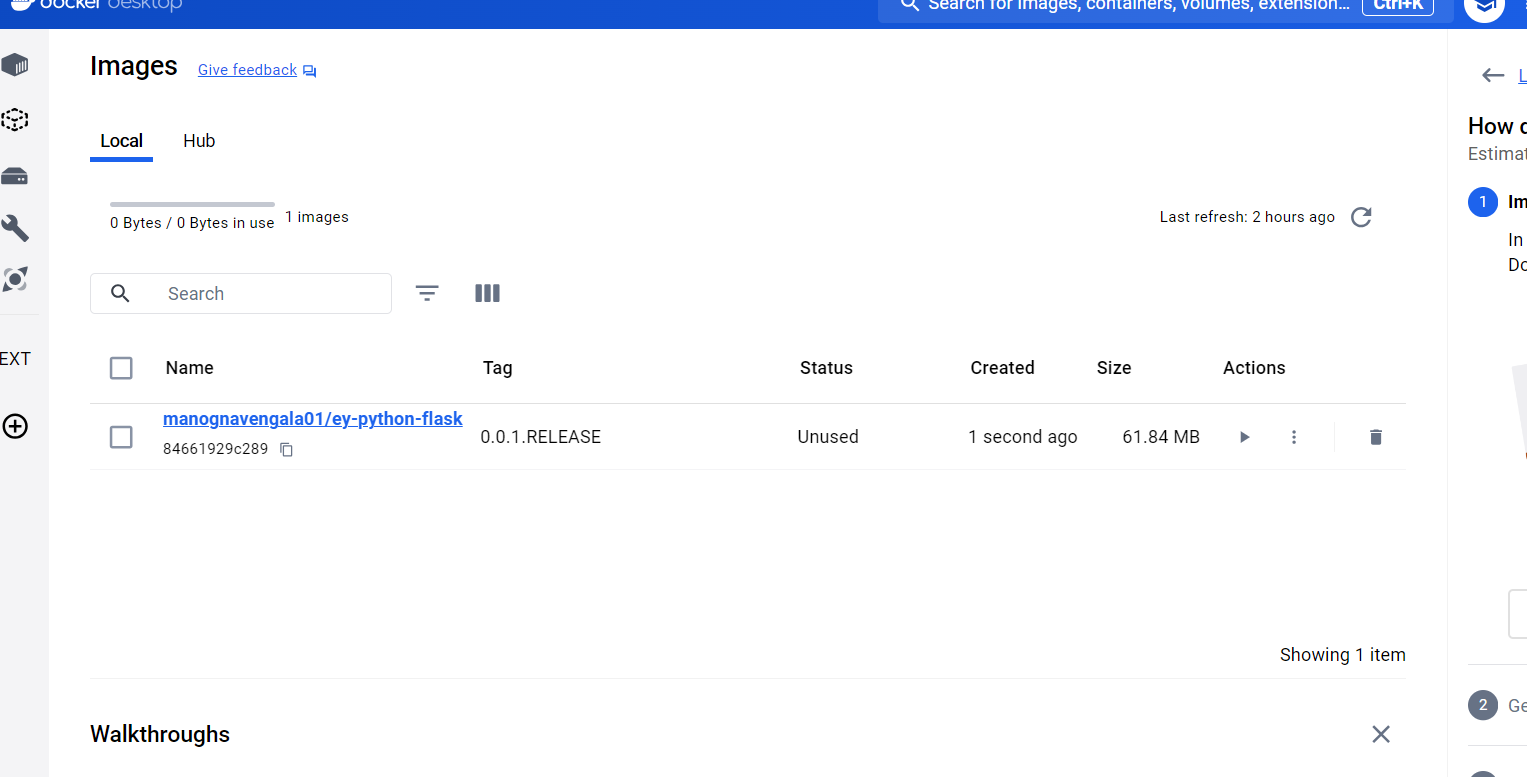 docker desktop
Search for images, containers, volumes, extension... Ctrl+K
Images Give feedback
Local Hub
0 Bytes / 0 Bytes in use 1 images
Last refresh: 2 hours ago
Search
EXT
Name Tag Status Created Size Actions
manognavengala01/ey-python-flask
84661929c289
0.0.1.RELEASE Unused 1 second ago 61.84 MB
Showing 1 item
Walkthroughs
L
How
Estimat
1 Im
In
Do
2 Ge